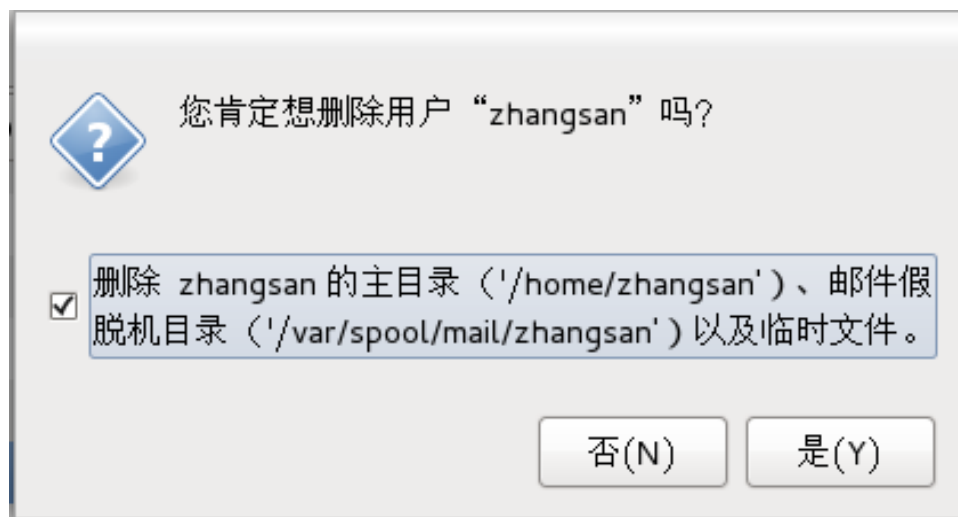 您肯定想删除用户“zhangsan”吗？
删除 zhangsan 的主目录（'/home/zhangsan'）、邮件假
脱机目录（'/var/spool/mail/zhangsan'）以及临时文件。
否(N) 是(Y)